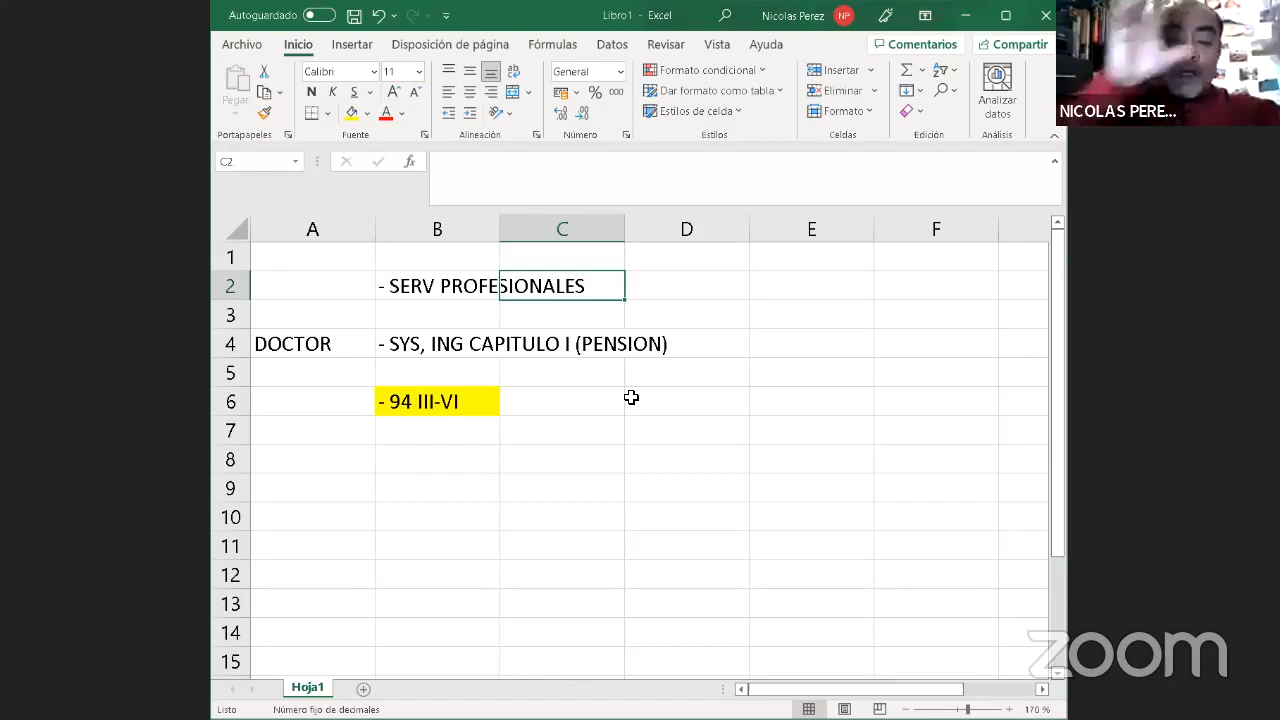 Autoguardado
Libro1 - Excel
Nicolas Perez
NP
Archivo Inicio Insertar Disposición de página Fórmulas Datos Revisar Vista Ayuda Comentarios Compartir
Pegar
Calibri 11
N K S A A
A
General
% 000
Formato condicional
Dar formato como tabla
Estilos de celda
Insertar
Eliminar
Formato
Analizar
datos
Portapapeles Fuente Alineación Número Estilos Celdas Edición Análisis
NICOLAS PERE...
C2
fx
A B C D E F
1
2 - SERV PROFESIONALES
3
4 DOCTOR - SYS, ING CAPITULO I (PENSION)
5
6 - 94 III-VI
7
8
9
10
11
12
13
14
15
zoom
Hoja1
Listo Número fijo de decimales 170 %